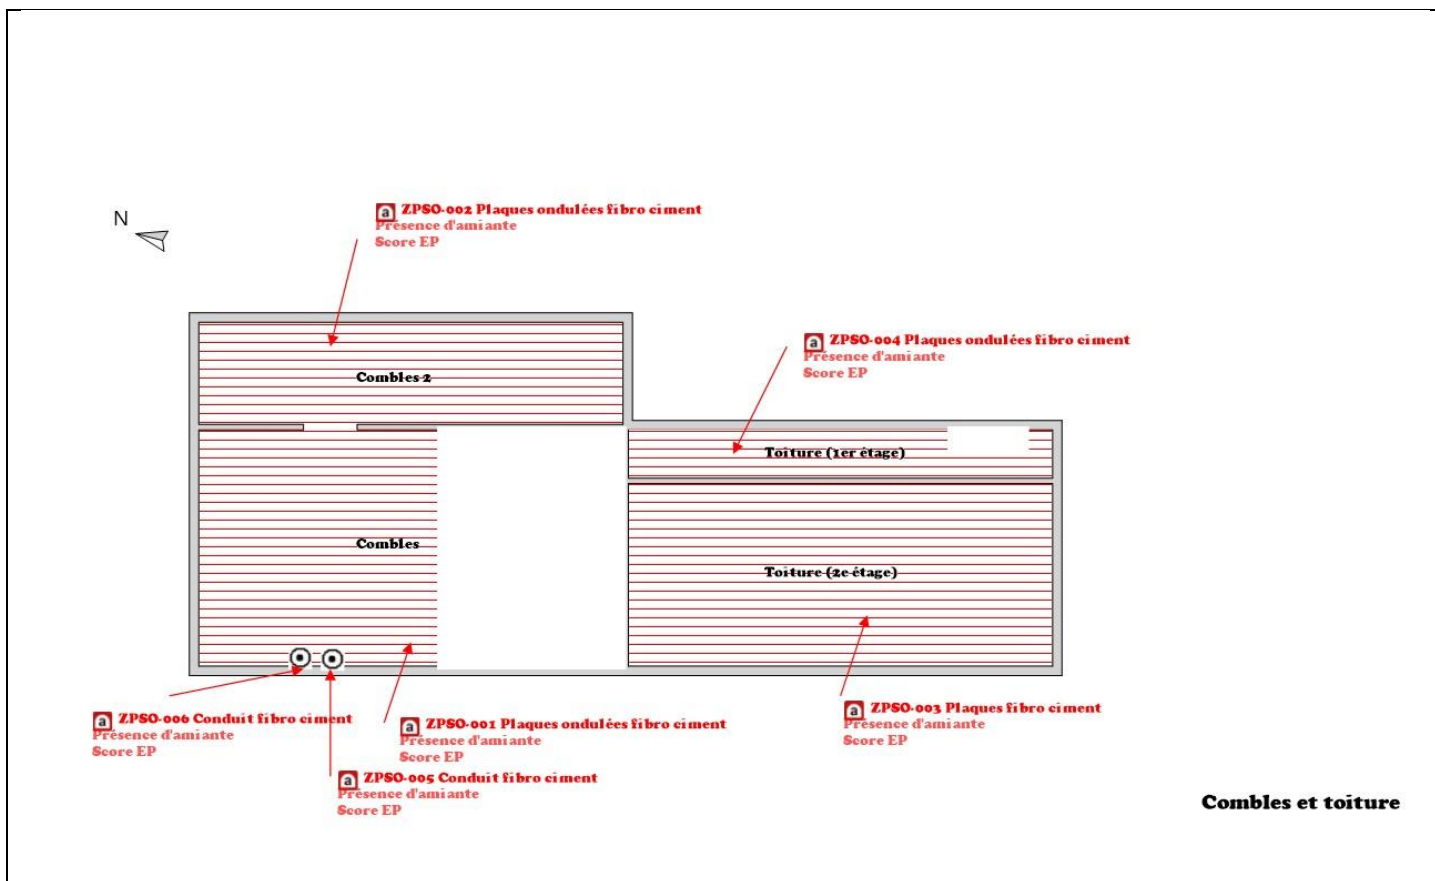 N
a ZPSO-002 Plaques ondulées fibro ciment
Présence d'amiante
Score EP
a ZPSO-004 Plaques ondulées fibro ciment
Présence d'amiante
Score EP
Combles 2
Toiture (1er étage)
Combles
Toiture (2e étage)
a ZPSO-006 Conduit fibro ciment
Présence d'amiante
Score EP
a ZPSO-001 Plaques ondulées fibro ciment
Présence d'amiante
Score EP
a ZPSO-003 Plaques fibro ciment
Présence d'amiante
Score EP
a ZPSO-005 Conduit fibro ciment
Présence d'amiante
Score EP
Combles et toiture